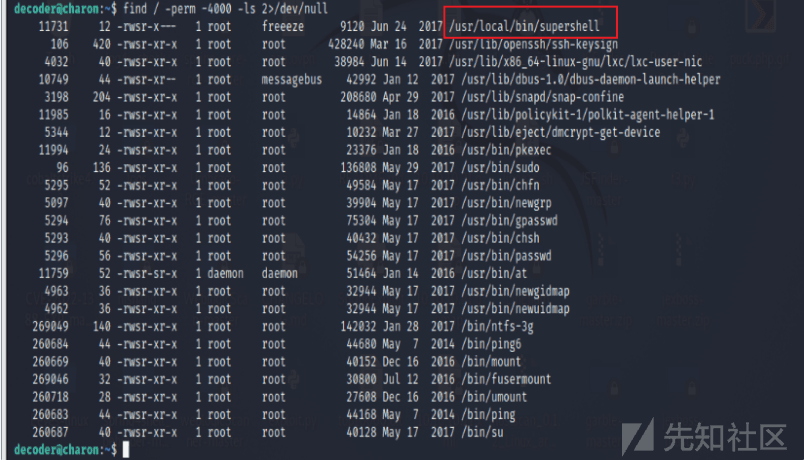 decoder@charon:~$ find / -perm -4000 -ls 2>/dev/null
11731 12 -rwsr-x--- 1 root freeeze 9120 Jun 24 2017 /usr/local/bin/supershell
106 420 -rwsr-xr-x 1 root root 428240 Mar 16 2017 /usr/lib/openssh/ssh-keysign
4032 40 -rwsr-xr-x 1 root root 38984 Jun 14 2017 /usr/lib/x86_64-linux-gnu/lxc/lxc-user-nic
10749 44 -rwsr-xr-- 1 root messagebus 42992 Jan 12 2017 /usr/lib/dbus-1.0/dbus-daemon-launch-helper
3198 204 -rwsr-xr-x 1 root root 208680 Apr 29 2017 /usr/lib/snapd/snap-confine
11985 16 -rwsr-xr-x 1 root root 14864 Jan 18 2016 /usr/lib/policykit-1/polkit-agent-helper-1
5344 12 -rwsr-xr-x 1 root root 10232 Mar 27 2017 /usr/lib/eject/dmcrypt-get-device
11994 24 -rwsr-xr-x 1 root root 23376 Jan 18 2016 /usr/bin/pkexec
96 136 -rwsr-xr-x 1 root root 136808 May 29 2017 /usr/bin/sudo
5295 52 -rwsr-xr-x 1 root root 49584 May 17 2017 /usr/bin/chfn
5097 40 -rwsr-xr-x 1 root root 39904 May 17 2017 /usr/bin/newgrp
5294 76 -rwsr-xr-x 1 root root 75304 May 17 2017 /usr/bin/gpasswd
5293 40 -rwsr-xr-x 1 root root 40432 May 17 2017 /usr/bin/chsh
5296 56 -rwsr-xr-x 1 root root 54256 May 17 2017 /usr/bin/passwd
11759 52 -rwsr-sr-x 1 daemon daemon 51464 Jan 14 2016 /usr/bin/at
4963 36 -rwsr-xr-x 1 root root 32944 May 17 2017 /usr/bin/newgidmap
4962 36 -rwsr-xr-x 1 root root 32944 May 17 2017 /usr/bin/newuidmap
269049 140 -rwsr-xr-x 1 root root 142032 Jan 28 2017 /bin/ntfs-3g
260684 44 -rwsr-xr-x 1 root root 44680 May 7 2014 /bin/ping6
260669 40 -rwsr-xr-x 1 root root 40152 Dec 16 2016 /bin/mount
269046 32 -rwsr-xr-x 1 root root 30800 Jul 12 2016 /bin/fusermount
260718 28 -rwsr-xr-x 1 root root 27608 Dec 16 2016 /bin/umount
260683 44 -rwsr-xr-x 1 root root 44168 May 7 2014 /bin/ping
260687 40 -rwsr-xr-x 1 root root 40128 May 17 2017 /bin/su
decoder@charon:~$
先知社区